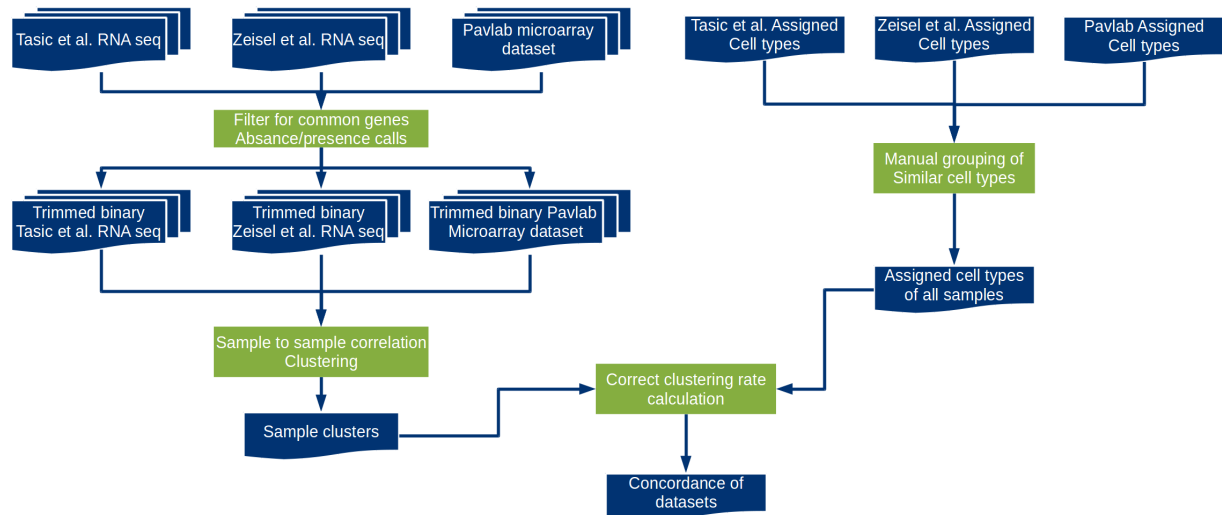 Tasic et al. RNA seq
Zeisel et al. RNA seq
Pavlab microarray
dataset
Tasic et al. Assigned
Cell types
Zeisel et al. Assigned
Cell types
Pavlab Assigned
Cell types
Filter for common genes
Absance/presence calls
Manual grouping of
Similar cell types
Trimmed binary
Tasic et al. RNA seq
Trimmed binary
Zeisel et al. RNA seq
Trimmed binary Pavlab
Microarray dataset
Assigned cell types
of all samples
Sample to sample correlation
Clustering
Correct clustering rate
calculation
Sample clusters
Concordance of
datasets